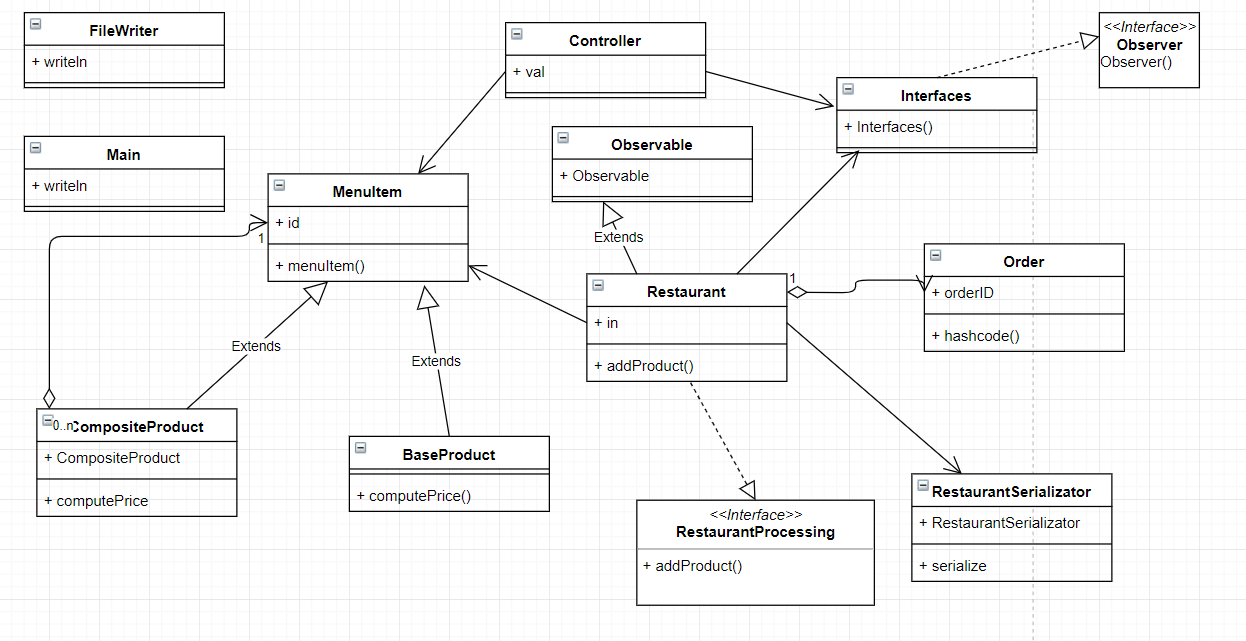 FileWriter
+ writeln
Main
+ writeln
Controller
+ val
<<Interface>>
Observer
Observer()
Interfaces
+ Interfaces()
Observable
+ Observable
MenuItem
+ id
+ menuItem()
1
Extends
Restaurant
+ in
+ addProduct()
1
Order
+ orderID
+ hashcode()
Extends
Extends
0..n
CompositeProduct
+ CompositeProduct
+ computePrice
BaseProduct
+ computePrice()
<<Interface>>
RestaurantProcessing
+ addProduct()
RestaurantSerializator
+ RestaurantSerializator
+ serialize